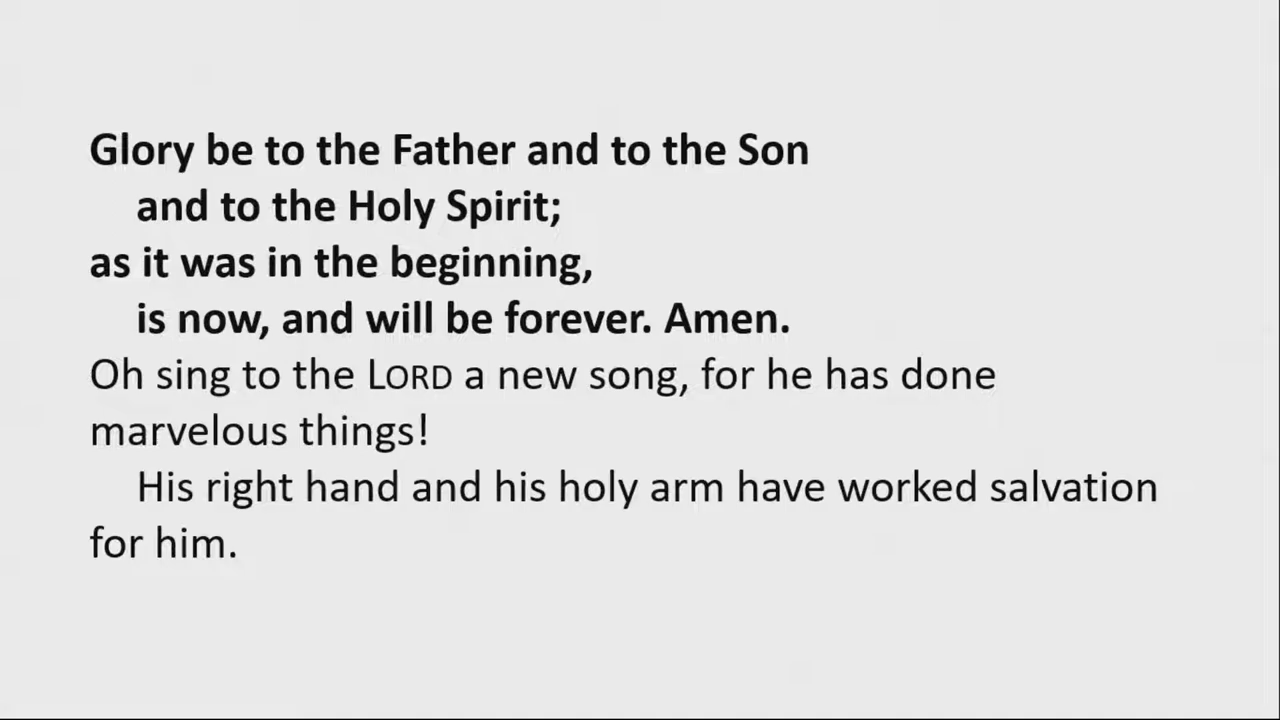 Glory be to the Father and to the Son
and to the Holy Spirit;
as it was in the beginning,
is now, and will be forever. Amen.
Oh sing to the LORD a new song, for he has done
marvelous things!
His right hand and his holy arm have worked salvation
for him.